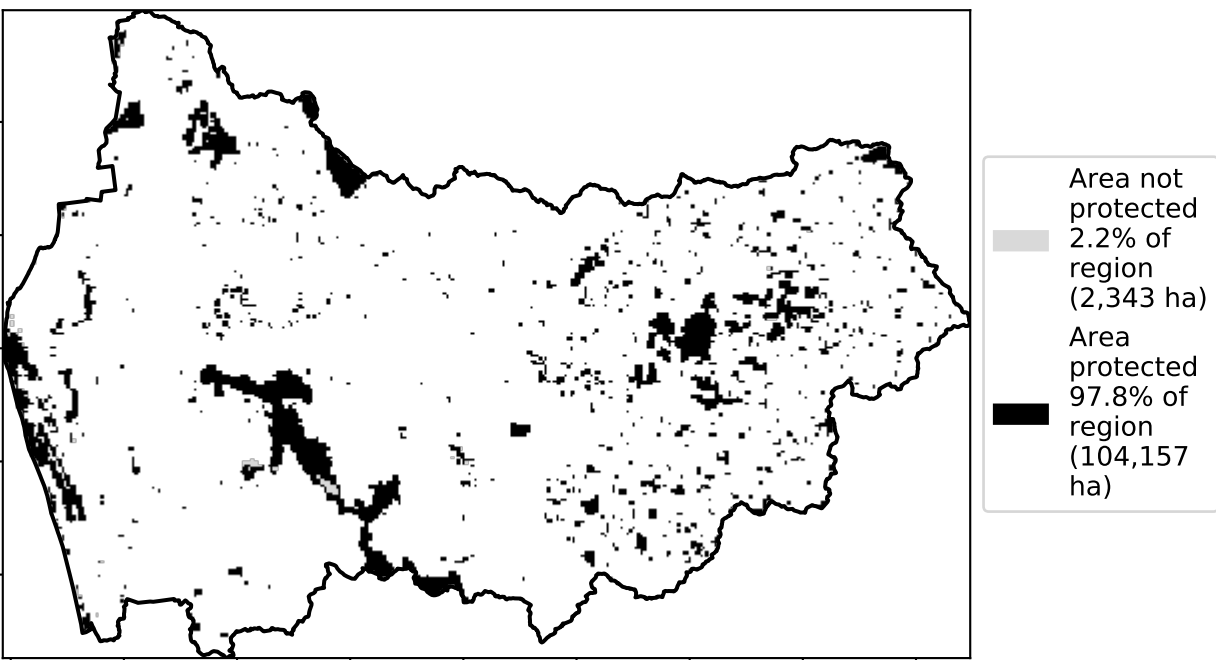 Area not
protected
2.2% of
region
(2,343 ha)
Area
protected
97.8% of
region
(104,157
ha)